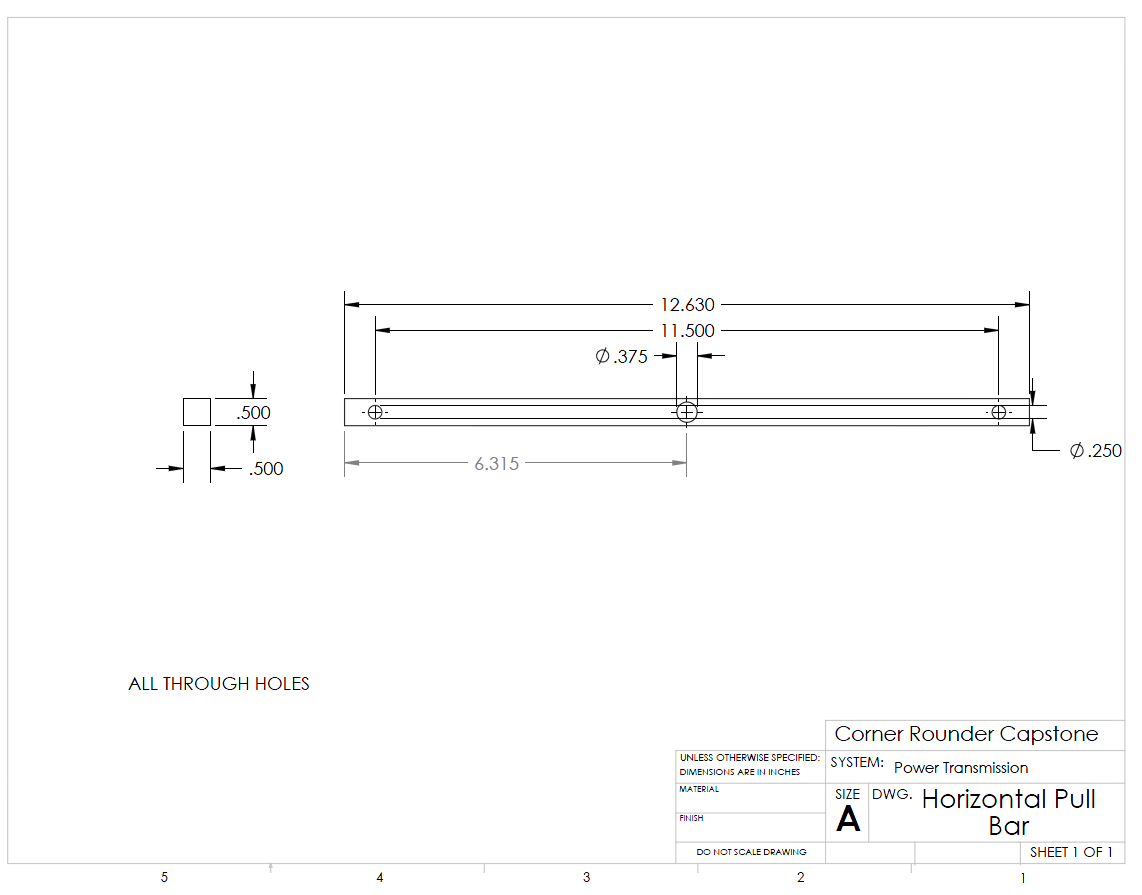 12.630
11.500
∅.375
.500
.500
6.315
∅.250
ALL THROUGH HOLES
Corner Rounder Capstone
UNLESS OTHERWISE SPECIFIED:
DIMENSIONS ARE IN INCHES
SYSTEM: Power Transmission
MATERIAL
FINISH
SIZE
A
DWG. Horizontal Pull
Bar
DO NOT SCALE DRAWING
SHEET 1 OF 1
5 4 3 2 1